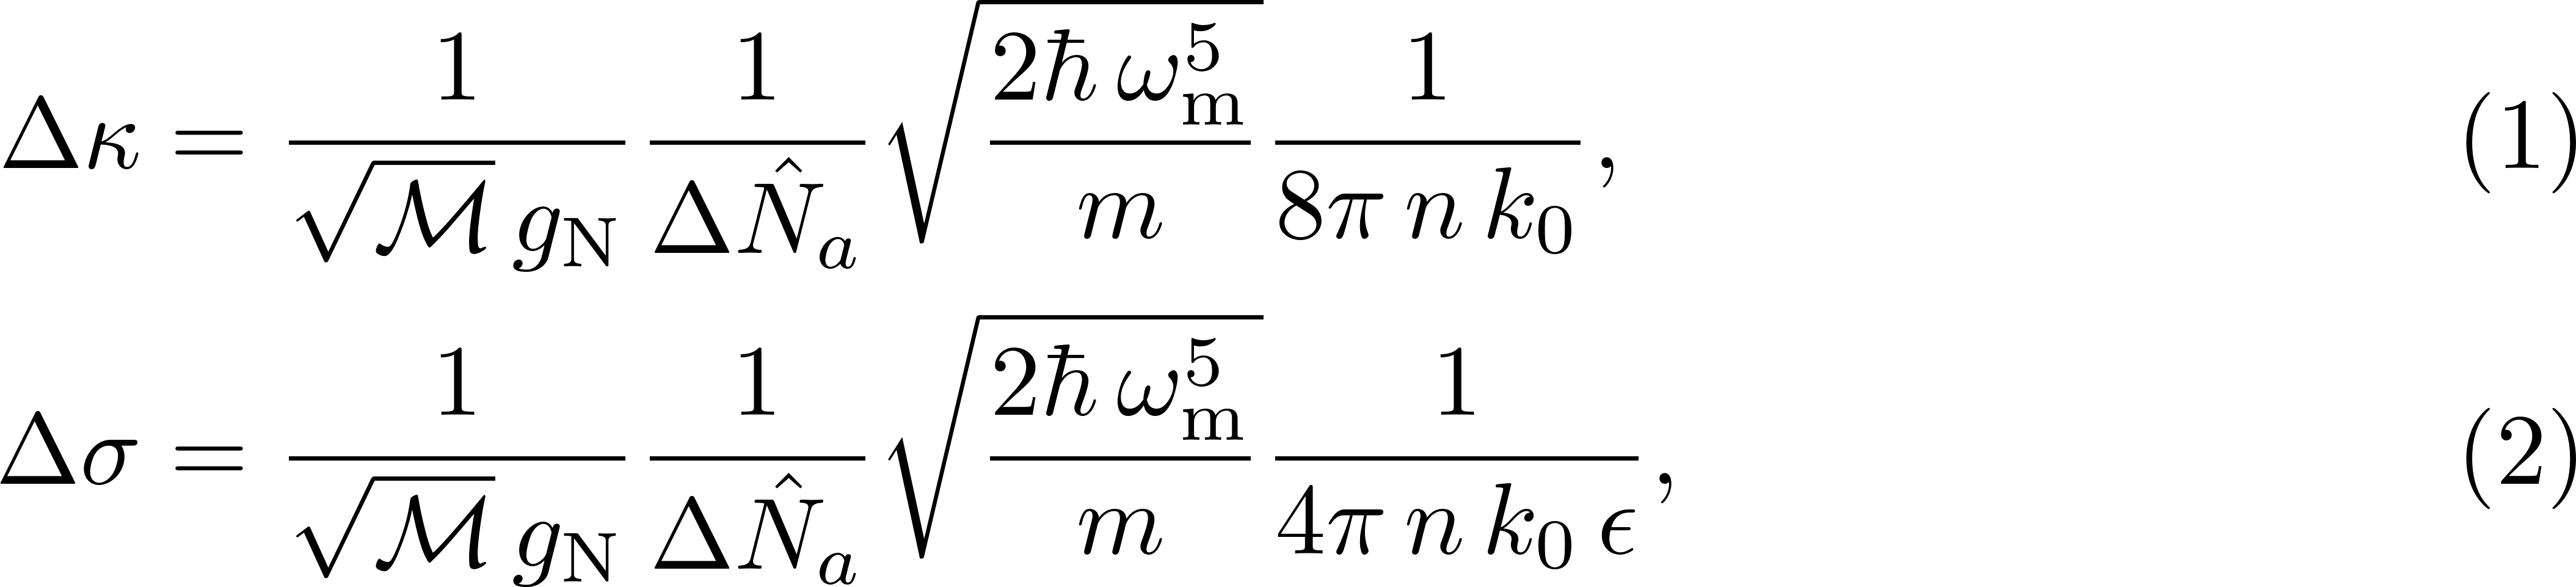 \Delta\kappa = \frac{1}{\sqrt{\mathcal{M}}\, g_{\mathrm{N}}} \frac{1}{\Delta\hat{N}_a} \sqrt{\frac{2\hbar\,\omega_{\mathrm{m}}^5}{m}} \frac{1}{8\pi\, n\, k_0}, (1)
\Delta\sigma = \frac{1}{\sqrt{\mathcal{M}}\, g_{\mathrm{N}}} \frac{1}{\Delta\hat{N}_a} \sqrt{\frac{2\hbar\,\omega_{\mathrm{m}}^5}{m}} \frac{1}{4\pi\, n\, k_0\, \epsilon}, (2)